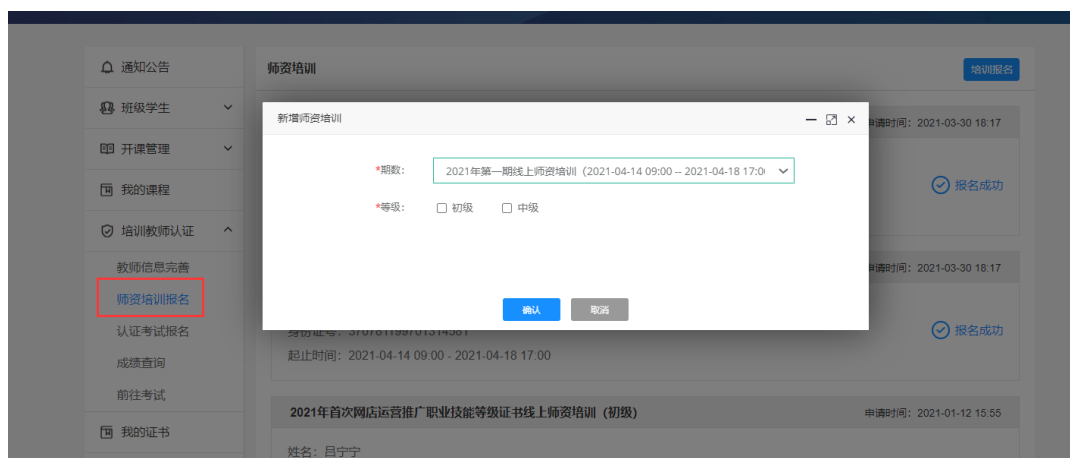 通知公告
班级学生
开课管理
我的课程
培训教师认证
教师信息完善
师资培训报名
认证考试报名
成绩查询
前往考试
我的证书
师资培训
培训报名
申请时间：2021-03-30 18:17
报名成功
新增师资培训
*期数：
2021年第一期线上师资培训（2021-04-14 09:00 -- 2021-04-18 17:0
*等级：
初级
中级
确认
取消
申请时间：2021-03-30 18:17
报名成功
起止时间：2021-04-14 09:00 - 2021-04-18 17:00
2021年首次网店运营推广职业技能等级证书线上师资培训（初级）
申请时间：2021-01-12 15:55
姓名：吕宁宁